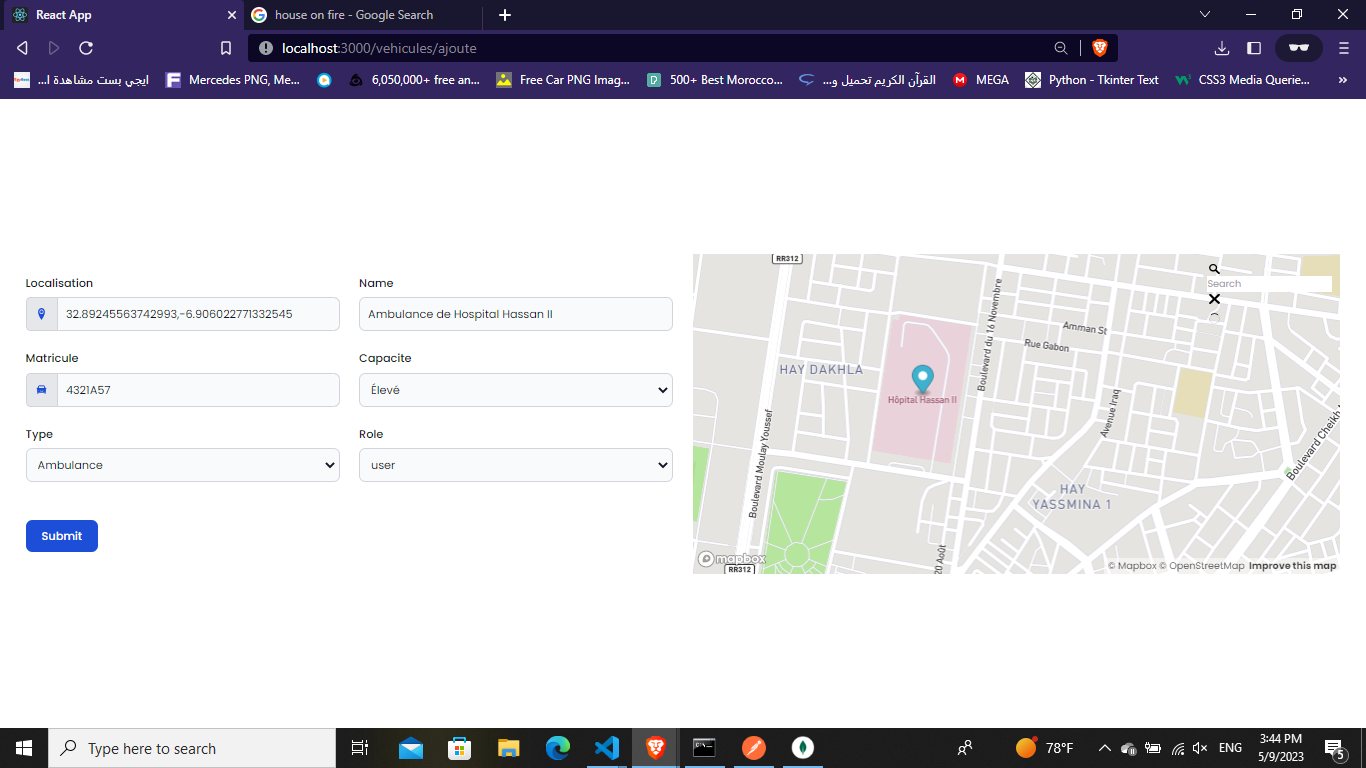 React App
house on fire - Google Search
localhost:3000/vehicules/ajoute
ايجي بست مشاهدة ا...
Mercedes PNG, Me...
6,050,000+ free an...
Free Car PNG Imag...
500+ Best Morocco...
القرآن الكريم تحميل و...
MEGA
Python - Tkinter Text
CSS3 Media Querie...
Localisation
Name
32.89245563742993,-6.906022771332545
Ambulance de Hospital Hassan II
Matricule
Capacite
4321A57
Élevé
Type
Role
Ambulance
user
Submit
RR312
Search
Boulevard du 16 Novembre
Amman St
Rue Gabon
HAY DAKHLA
Hôpital Hassan II
Avenue Iraq
Boulevard Moulay Youssef
Boulevard Cheikh
HAY
YASSMINA 1
20 Août
mapbox
RR312
© Mapbox © OpenStreetMap Improve this map
Type here to search
78°F
ENG
3:44 PM
5/9/2023
5